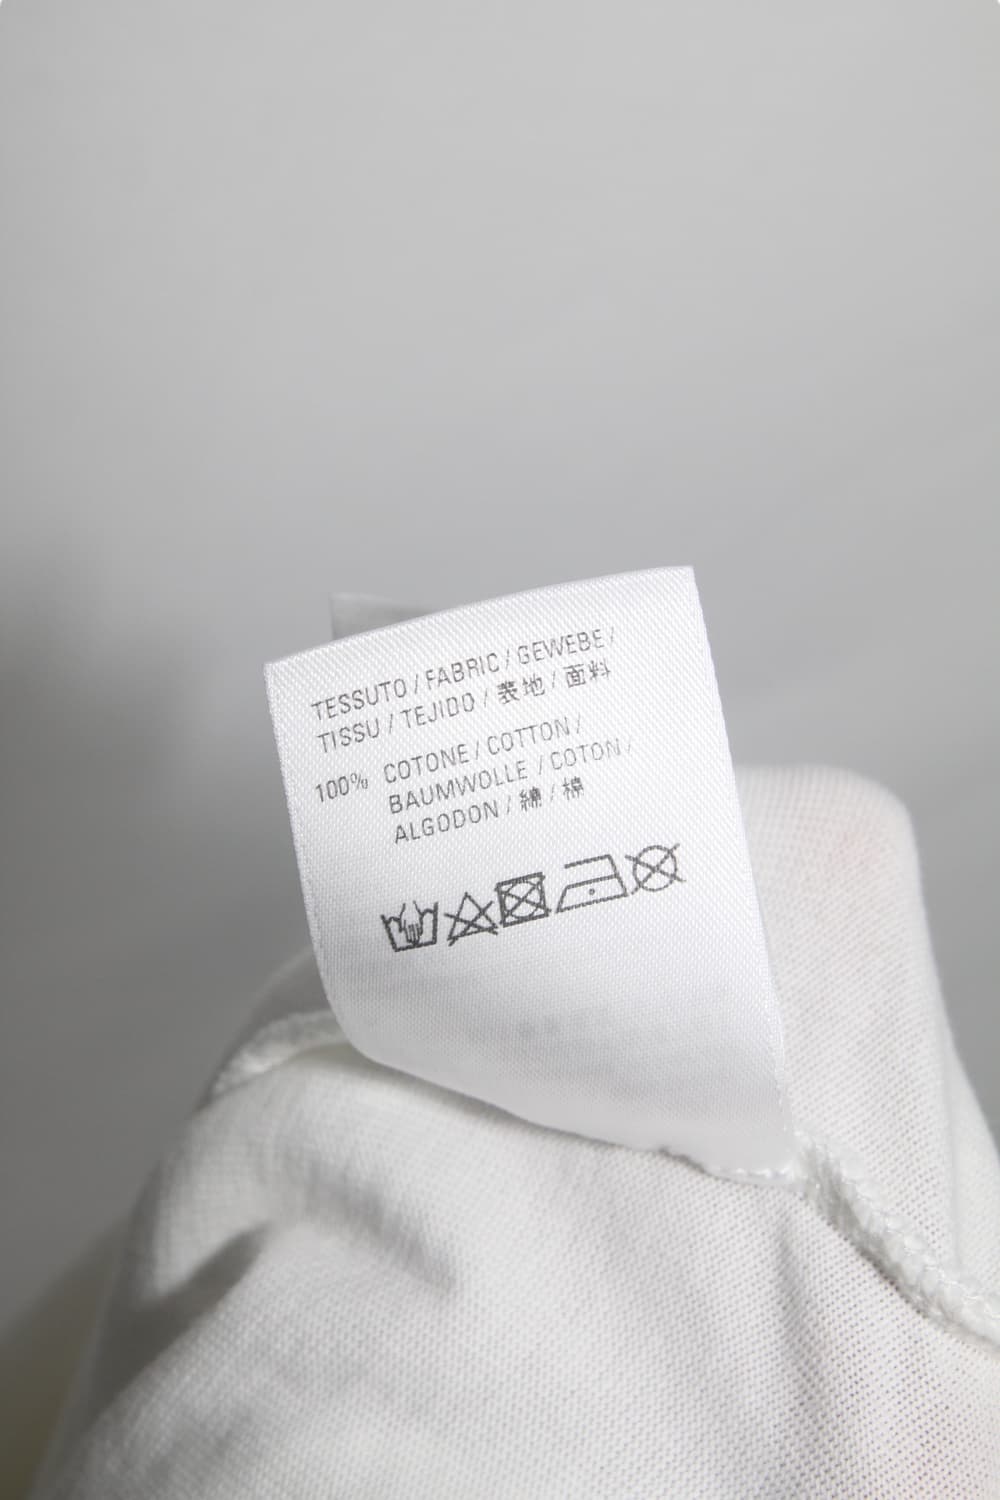 TESSUTO / FABRIC / GEWEBE /
TISSU / TEJIDO / 表地 / 面料
100% COTONE / COTTON /
BAUMWOLLE / COTON /
ALGODON / 綿 / 棉